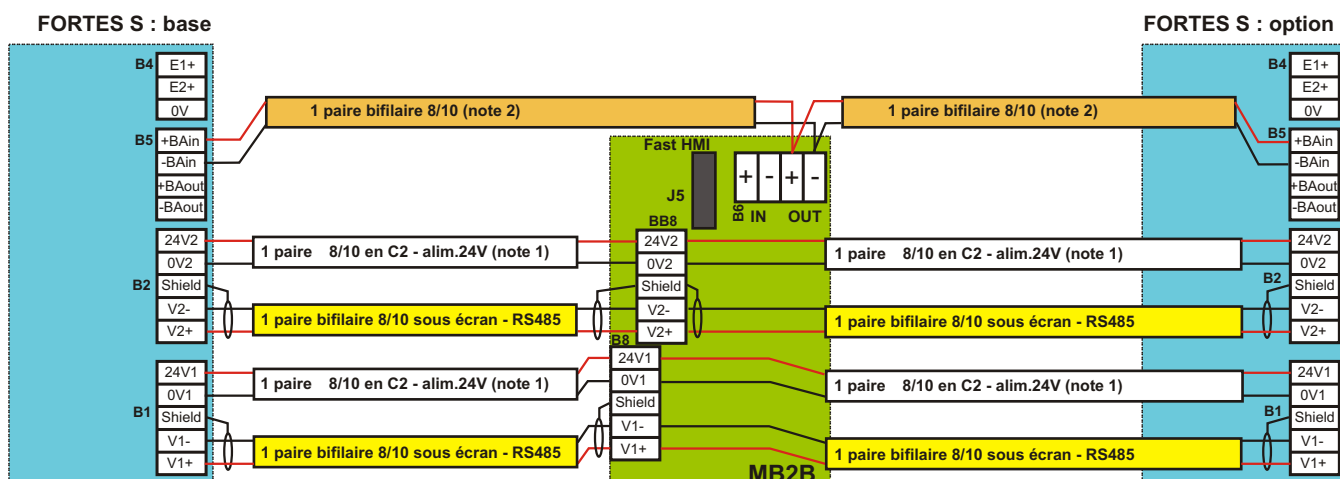 FORTES S : base
FORTES S : option
B4
E1+
E2+
0V
B5
+BAin
-BAin
+BAout
-BAout
24V2
0V2
B2
Shield
V2-
V2+
24V1
0V1
B1
Shield
V1-
V1+
1 paire bifilaire 8/10 (note 2)
1 paire 8/10 en C2 - alim.24V (note 1)
1 paire bifilaire 8/10 sous écran - RS485
1 paire 8/10 en C2 - alim.24V (note 1)
1 paire bifilaire 8/10 sous écran - RS485
Fast HMI
J5
+ - + -
B6
IN OUT
BB8
24V2
0V2
Shield
V2-
V2+
B8
24V1
0V1
Shield
V1-
V1+
MB2B
1 paire bifilaire 8/10 (note 2)
1 paire 8/10 en C2 - alim.24V (note 1)
1 paire bifilaire 8/10 sous écran - RS485
1 paire 8/10 en C2 - alim.24V (note 1)
1 paire bifilaire 8/10 sous écran - RS485
B4
E1+
E2+
0V
B5
+BAin
-BAin
+BAout
-BAout
24V2
0V2
B2
Shield
V2-
V2+
24V1
0V1
B1
Shield
V1-
V1+